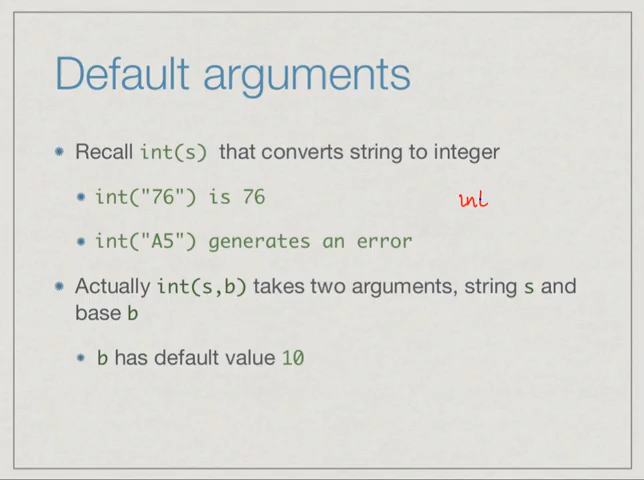 Default arguments
Recall int(s) that converts string to integer
int("76") is 76
int
int("A5") generates an error
Actually int(s,b) takes two arguments, string s and
base b
b has default value 10